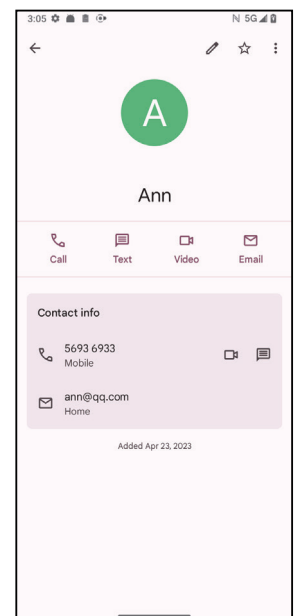 3:05 N 5G
A
Ann
Call Text Video Email
Contact info
5693 6933
Mobile
ann@qq.com
Home
Added Apr 23, 2023